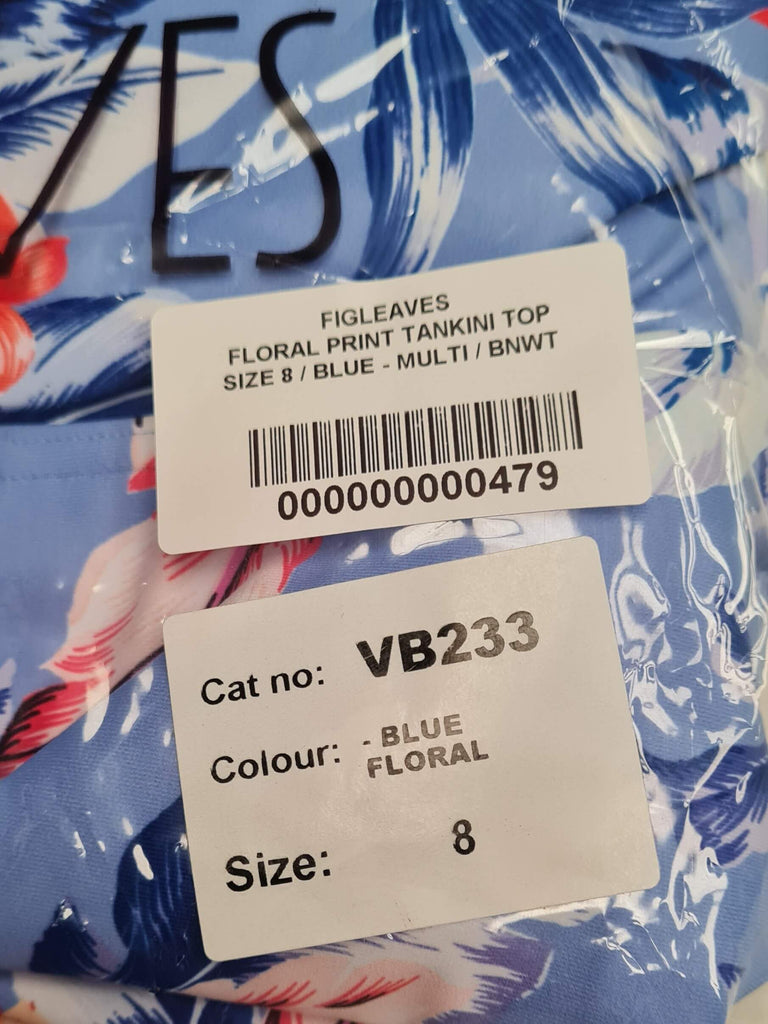 VES
FIGLEAVES
FLORAL PRINT TANKINI TOP
SIZE 8 / BLUE - MULTI / BNWT
000000000479
Cat no: VB233
Colour: - BLUE
FLORAL
Size: 8